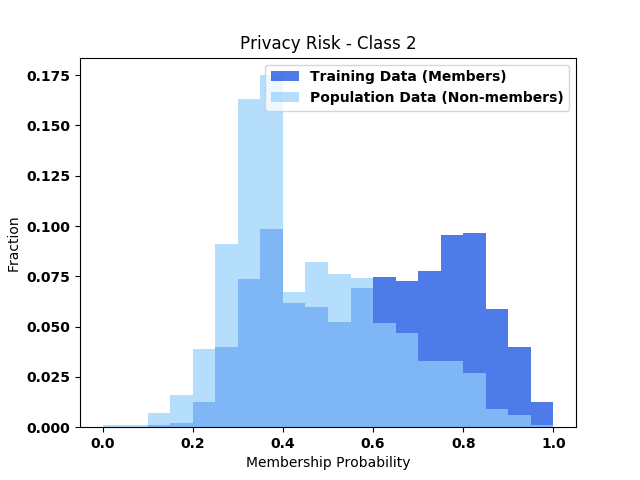 Privacy Risk - Class 2
Training Data (Members)
Population Data (Non-members)
Fraction
0.175
0.150
0.125
0.100
0.075
0.050
0.025
0.000
0.0 0.2 0.4 0.6 0.8 1.0
Membership Probability